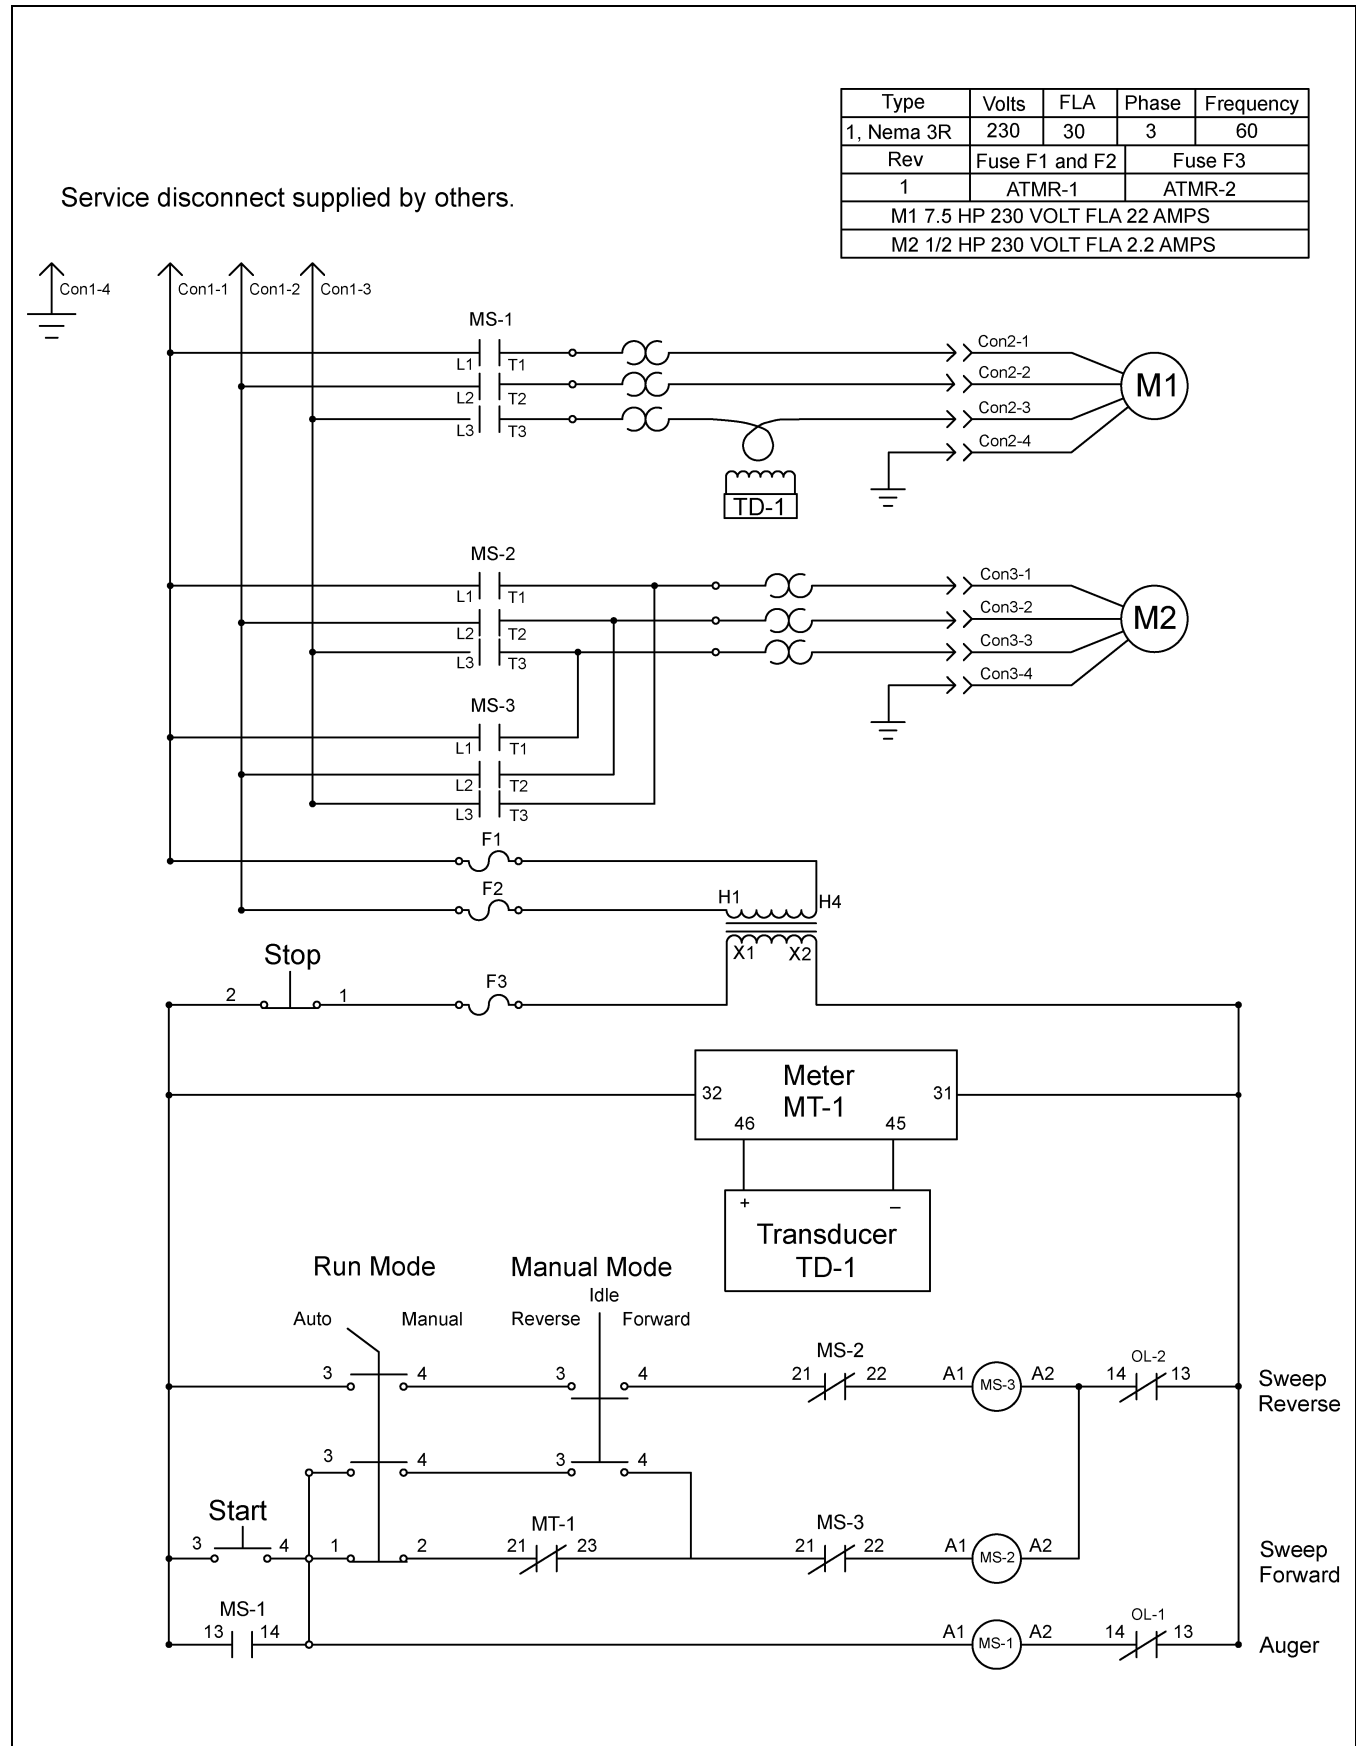 Type Volts FLA Phase Frequency
1, Nema 3R 230 30 3 60
Rev Fuse F1 and F2 Fuse F3
1 ATMR-1 ATMR-2
M1 7.5 HP 230 VOLT FLA 22 AMPS
M2 1/2 HP 230 VOLT FLA 2.2 AMPS
Service disconnect supplied by others.
Con1-4 Con1-1 Con1-2 Con1-3
MS-1
L1 T1 Con2-1
L2 T2 Con2-2
L3 T3 Con2-3
Con2-4
M1
TD-1
MS-2
L1 T1 Con3-1
L2 T2 Con3-2
L3 T3 Con3-3
Con3-4
M2
MS-3
L1 T1
L2 T2
L3 T3
F1
F2
H1 H4
X1 X2
Stop
2 1 F3
Meter
MT-1
32 31
46 45
+ –
Transducer
TD-1
Run Mode
Auto Manual
Manual Mode
Idle
Reverse Forward
3 4 3 4 MS-2 21 22 A1 MS-3 A2 OL-2 14 13
Sweep
Reverse
3 4 3 4
Start
3 4 1 2 MT-1 21 23 MS-3 21 22 A1 MS-2 A2
Sweep
Forward
MS-1
13 14 A1 MS-1 A2 OL-1 14 13
Auger